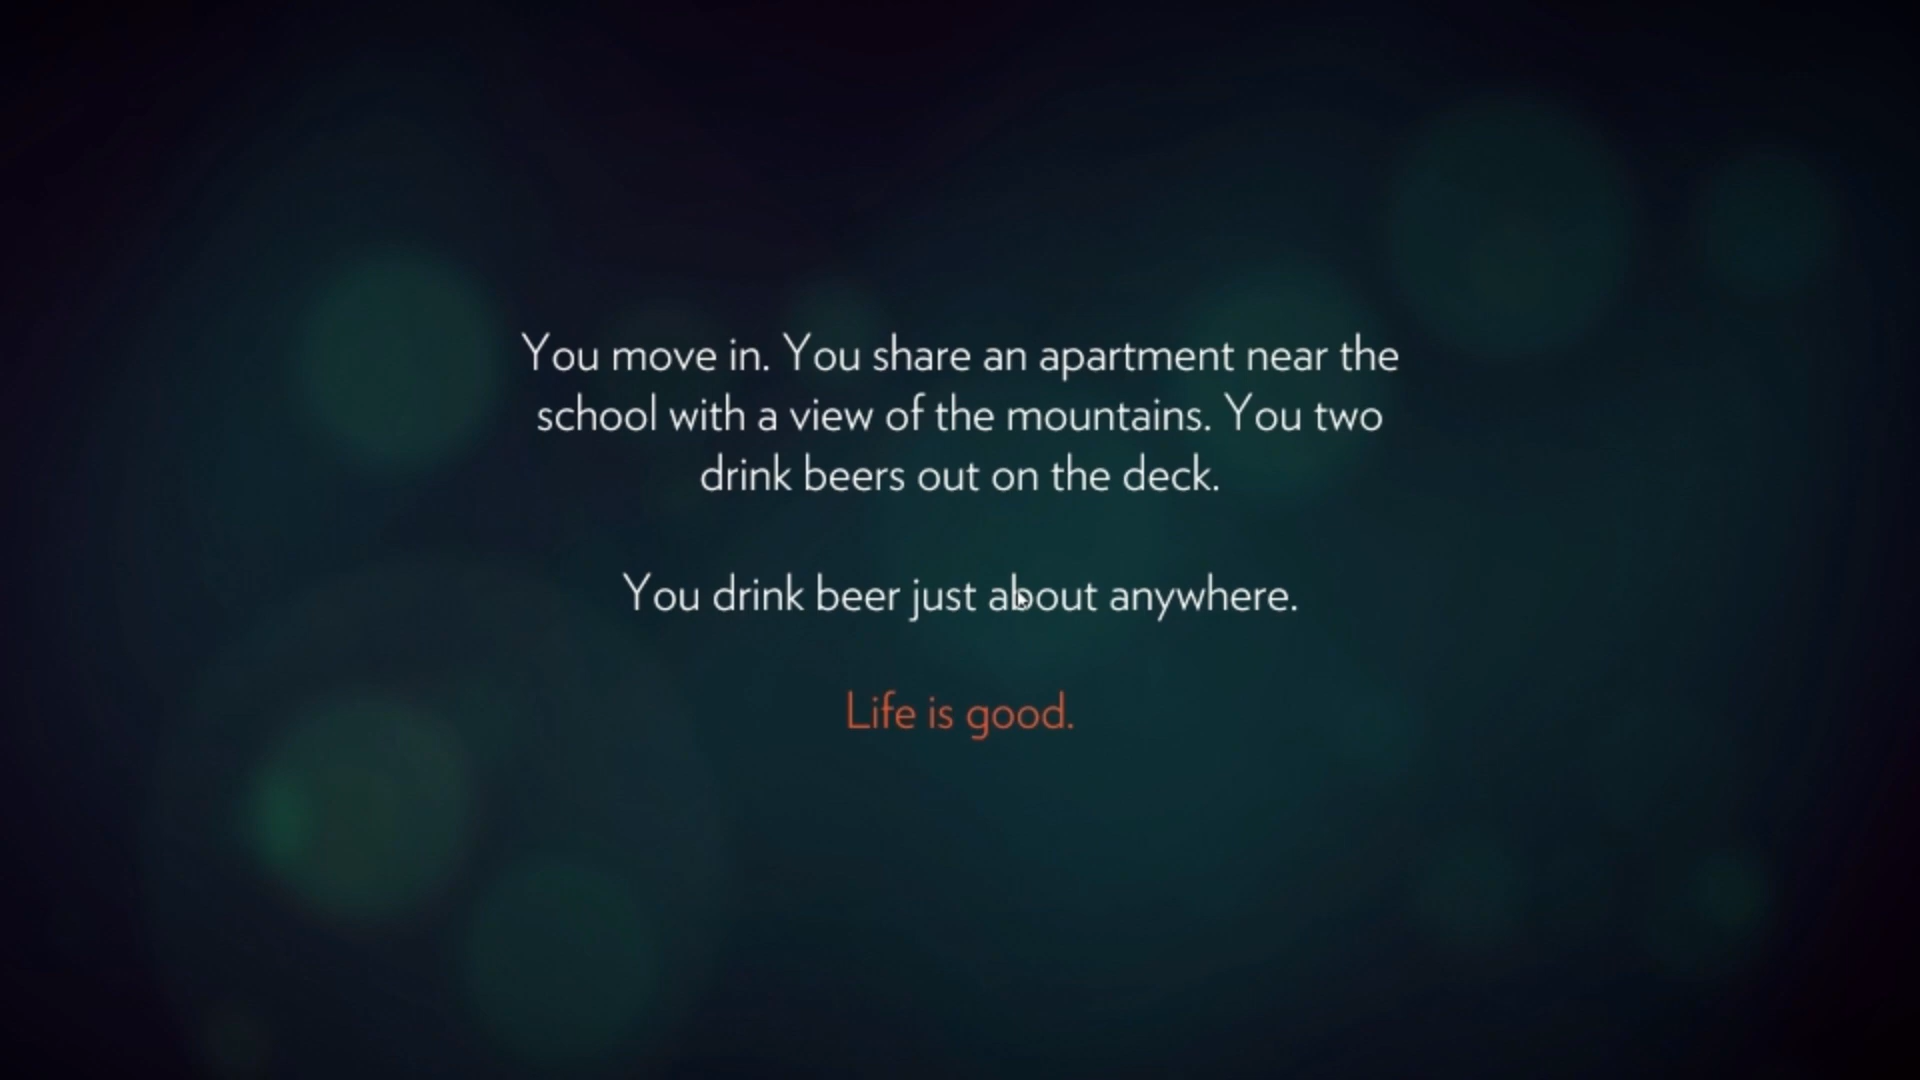 You move in. You share an apartment near the
school with a view of the mountains. You two
drink beers out on the deck.
You drink beer just about anywhere.
Life is good.